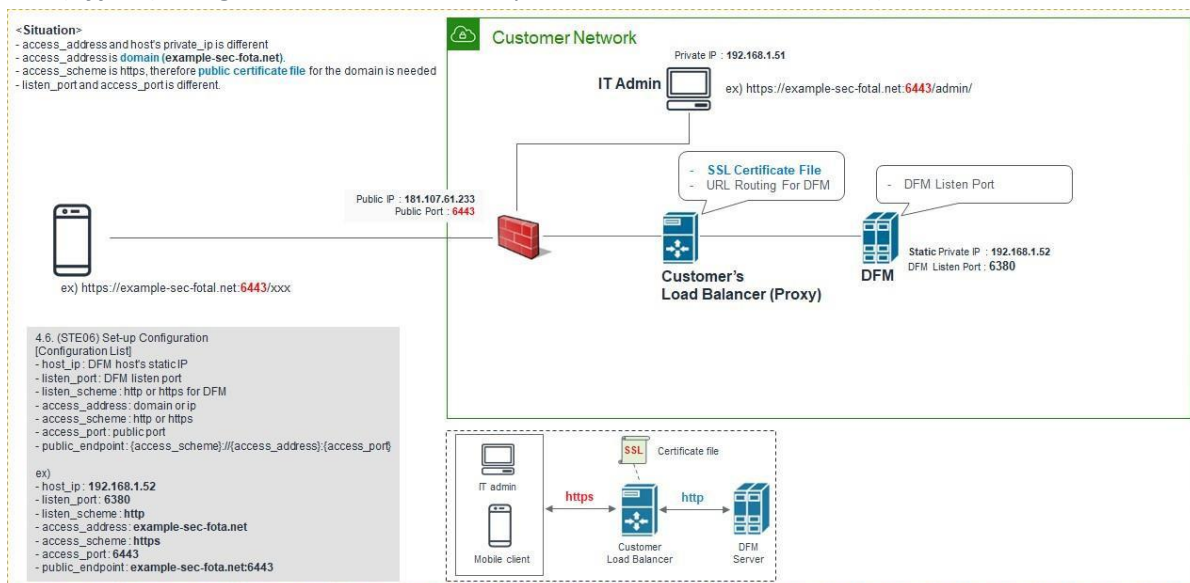 <Situation>
- access_address and host's private_ip is different
- access_address is domain (example-sec-fota.net).
- access_scheme is https, therefore public certificate file for the domain is needed
- listen_port and access_port is different.
Customer Network
Private IP : 192.168.1.51
IT Admin
ex) https://example-sec-fotal.net:6443/admin/
- SSL Certificate File
- URL Routing For DFM
- DFM Listen Port
Public IP : 181.107.61.233
Public Port : 6443
Static Private IP : 192.168.1.52
DFM Listen Port : 6380
Customer's
Load Balancer (Proxy)
DFM
ex) https://example-sec-fotal.net:6443/xxx
4.6. (STE06) Set-up Configuration
[Configuration List]
- host_ip : DFM host's static IP
- listen_port : DFM listen port
- listen_scheme : http or https for DFM
- access_address: domain or ip
- access_scheme : http or https
- access_port : public port
- public_endpoint : {access_scheme}://{access_address}:{access_port}
ex)
- host_ip : 192.168.1.52
- listen_port : 6380
- listen_scheme : http
- access_address : example-sec-fota.net
- access_scheme : https
- access_port : 6443
- public_endpoint : example-sec-fota.net:6443
SSL
Certificate file
IT admin
https
http
Mobile client
Customer
Load Balancer
DFM
Server